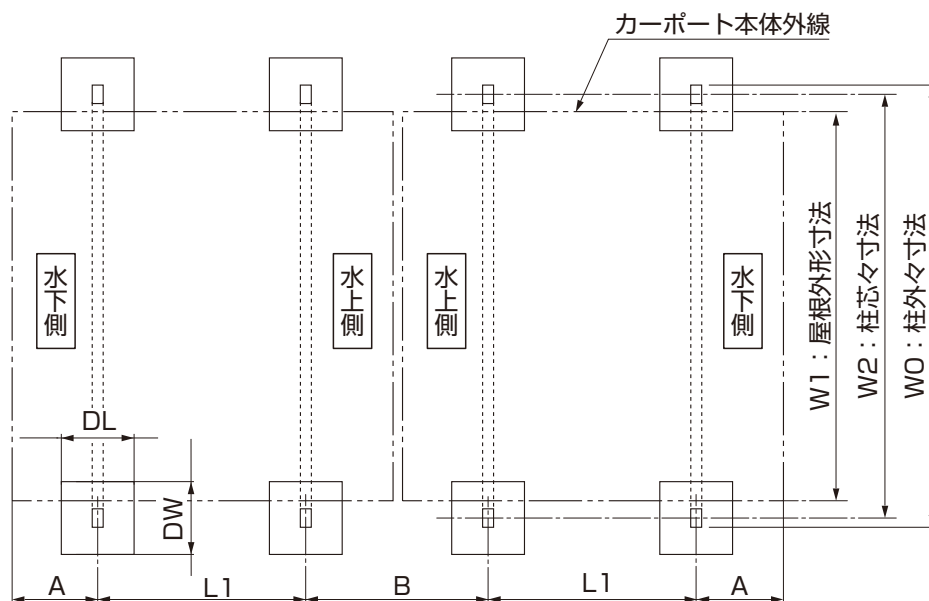 カーポート本体外線
水下側
水上側
水上側
水下側
W1：屋根外形寸法
W2：柱芯々寸法
W0：柱外々寸法
DL
DW
A
L1
B
L1
A